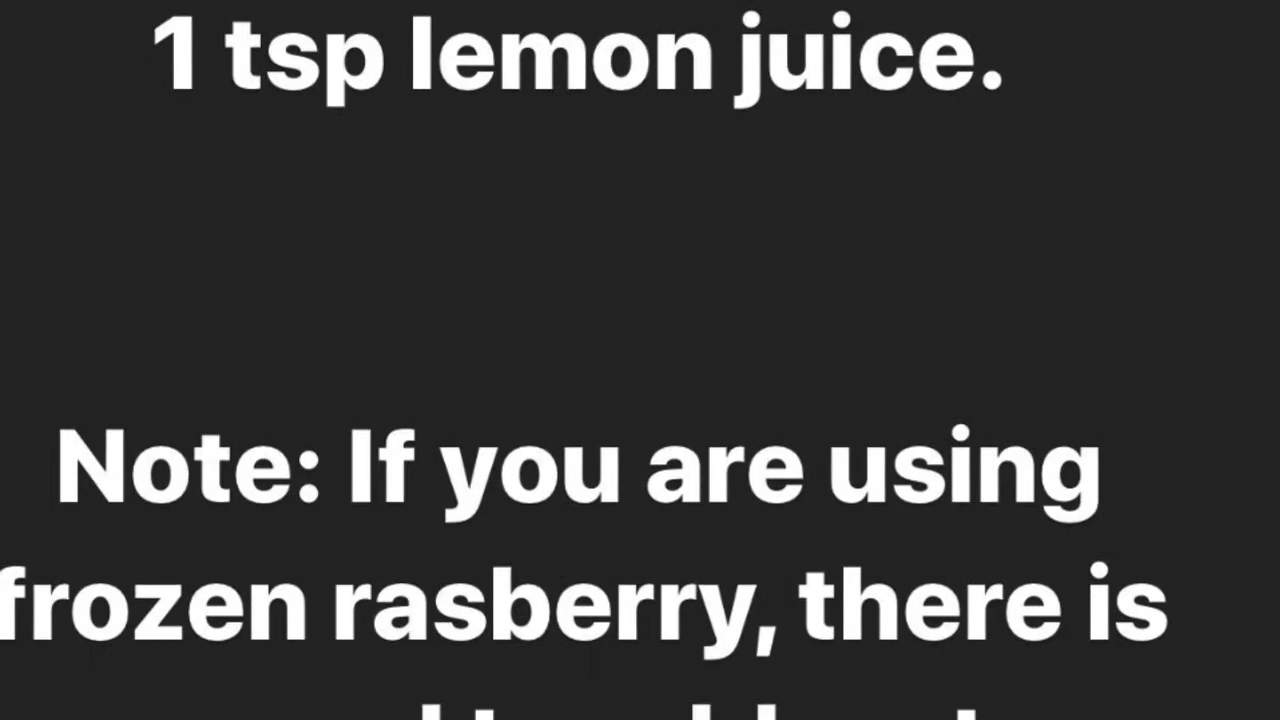 1 tsp lemon juice.
Note: If you are using
frozen rasberry, there is